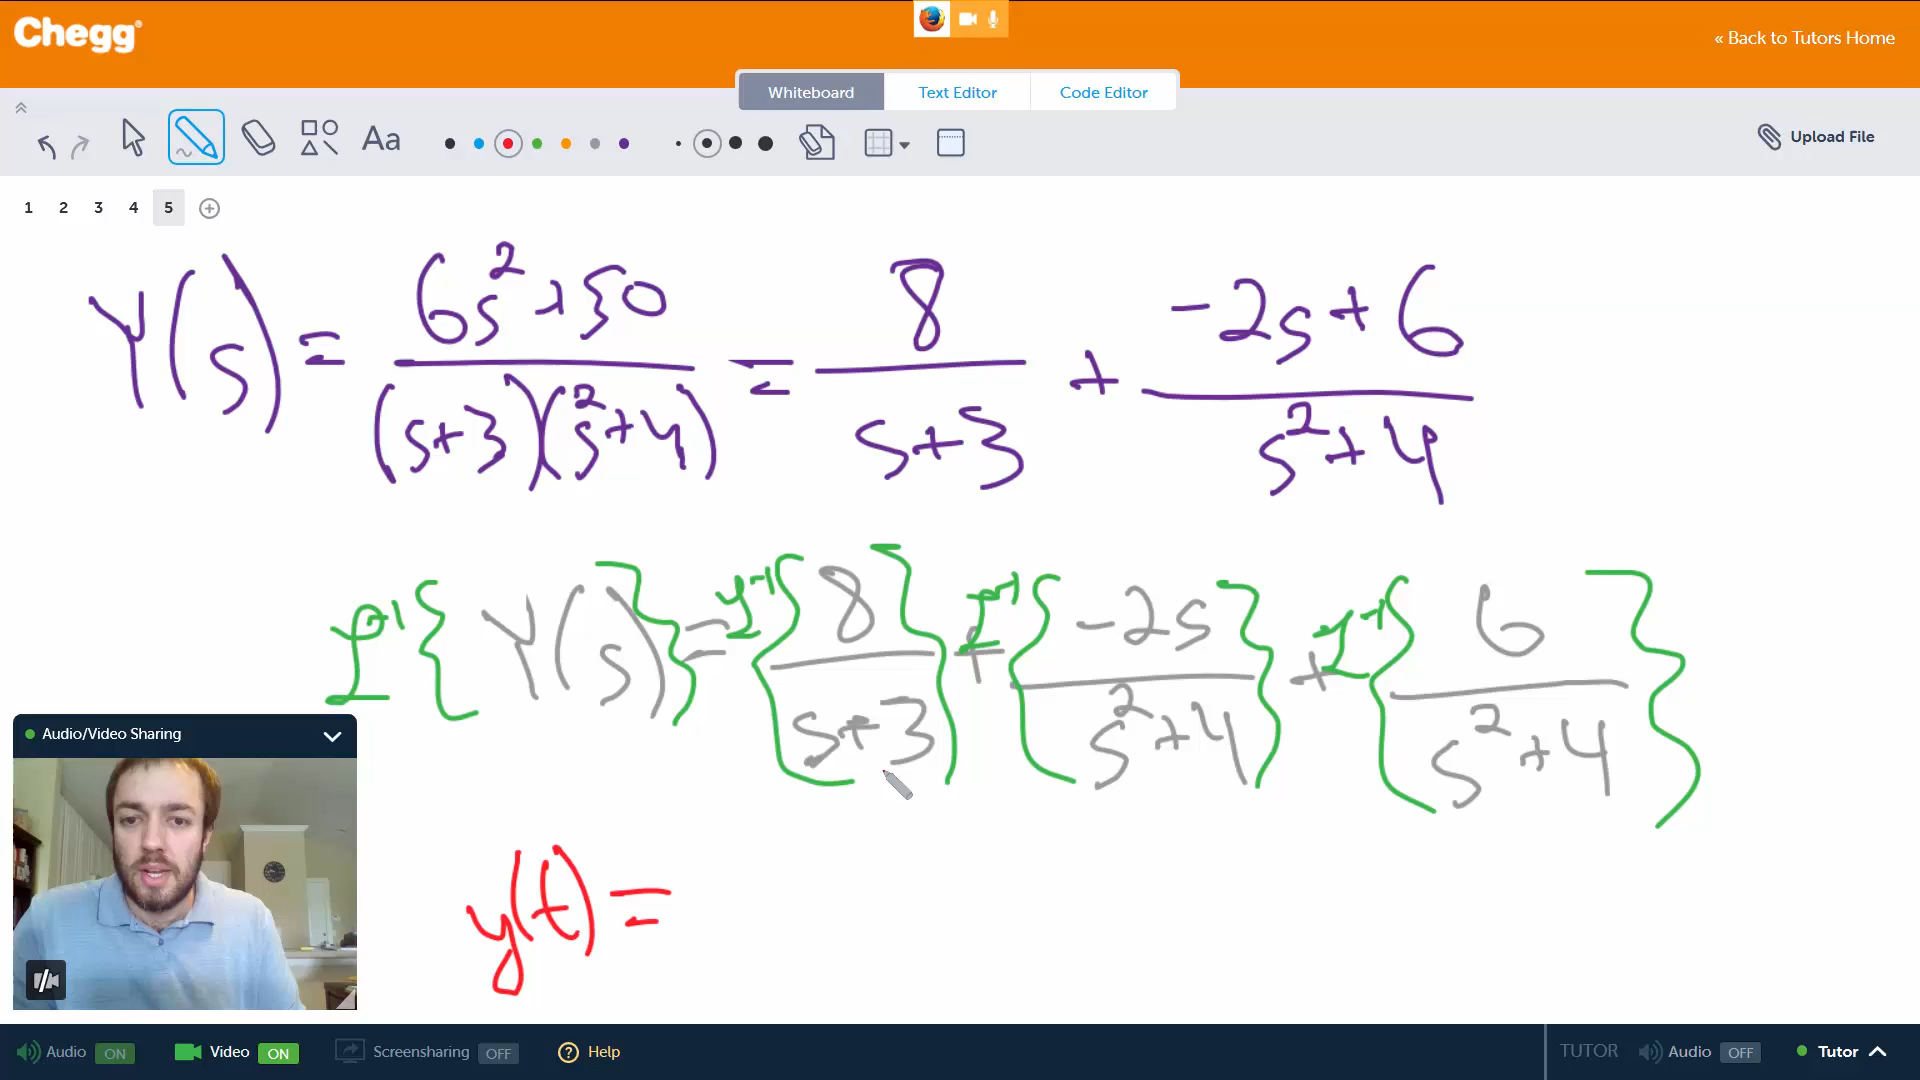 Chegg
« Back to Tutors Home
Whiteboard Text Editor Code Editor
Aa
Upload File
1 2 3 4 5
Y(s) = 6s²+50 / (s+3)(s²+4) = 8 / s+3 + -2s+6 / s²+4
ℒ⁻¹{Y(s)} = ℒ⁻¹{8 / s+3} + ℒ⁻¹{-2s / s²+4} + ℒ⁻¹{6 / s²+4}
Audio/Video Sharing
y(t) =
Audio ON Video ON Screensharing OFF ? Help TUTOR Audio OFF Tutor